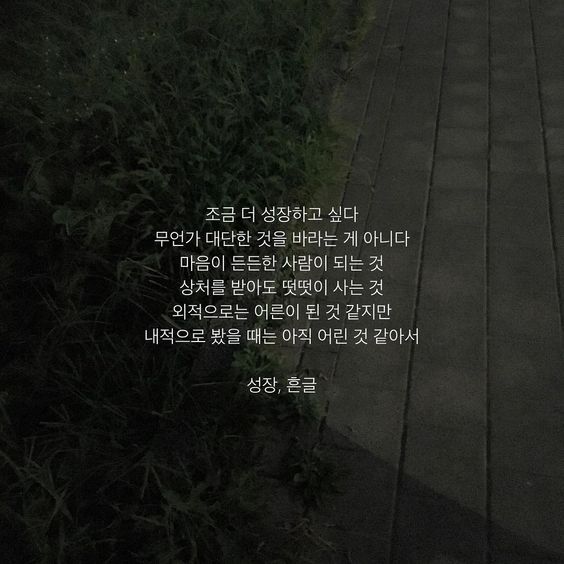 조금 더 성장하고 싶다
무언가 대단한 것을 바라는 게 아니다
마음이 든든한 사람이 되는 것
상처를 받아도 떳떳이 사는 것
외적으로는 어른이 된 것 같지만
내적으로 봤을 때는 아직 어린 것 같아서
성장, 흔글